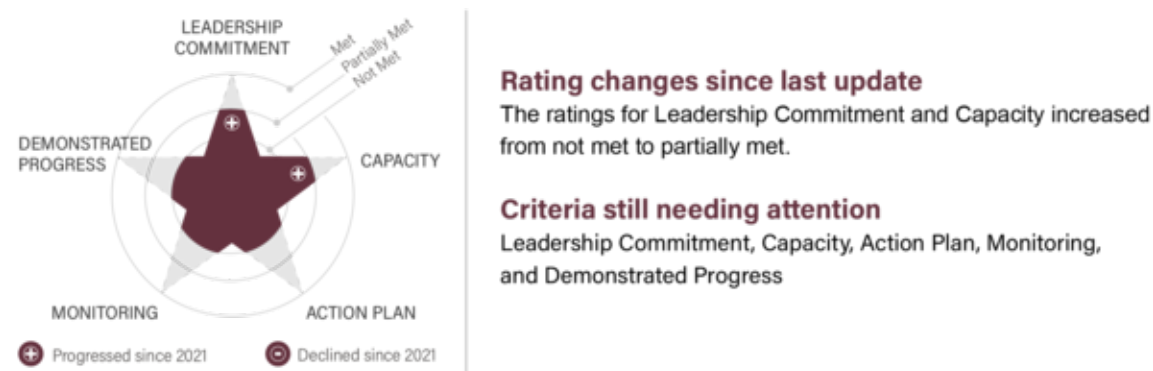 LEADERSHIP
COMMITMENT
Met
Partially Met
Not Met
DEMONSTRATED
PROGRESS
CAPACITY
MONITORING
ACTION PLAN
Progressed since 2021
Declined since 2021
Rating changes since last update
The ratings for Leadership Commitment and Capacity increased
from not met to partially met.
Criteria still needing attention
Leadership Commitment, Capacity, Action Plan, Monitoring,
and Demonstrated Progress